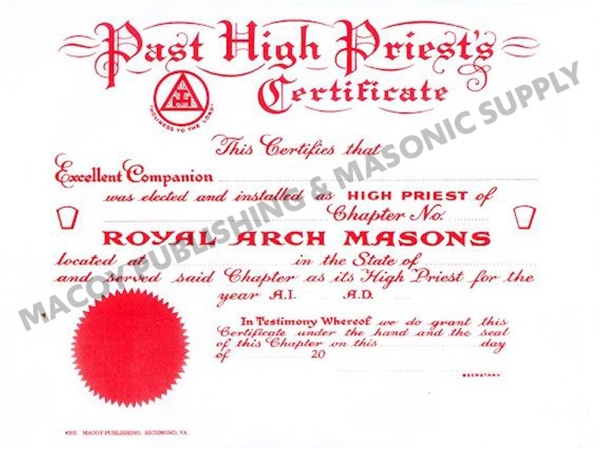 Past High Priest's
Certificate
"HOLINESS TO THE LORD"
This Certifies that
Excellent Companion
was elected and installed as HIGH PRIEST of
Chapter No.
ROYAL ARCH MASONS
located at in the State of
and served said Chapter as its High Priest for the
year A.I. A.D.
In Testimony Whereof we do grant this
Certificate under the hand and the seal
of this Chapter on this day
of 20
SECRETARY
MACOY PUBLISHING, RICHMOND, VA.
MACOY PUBLISHING & MASONIC SUPPLY